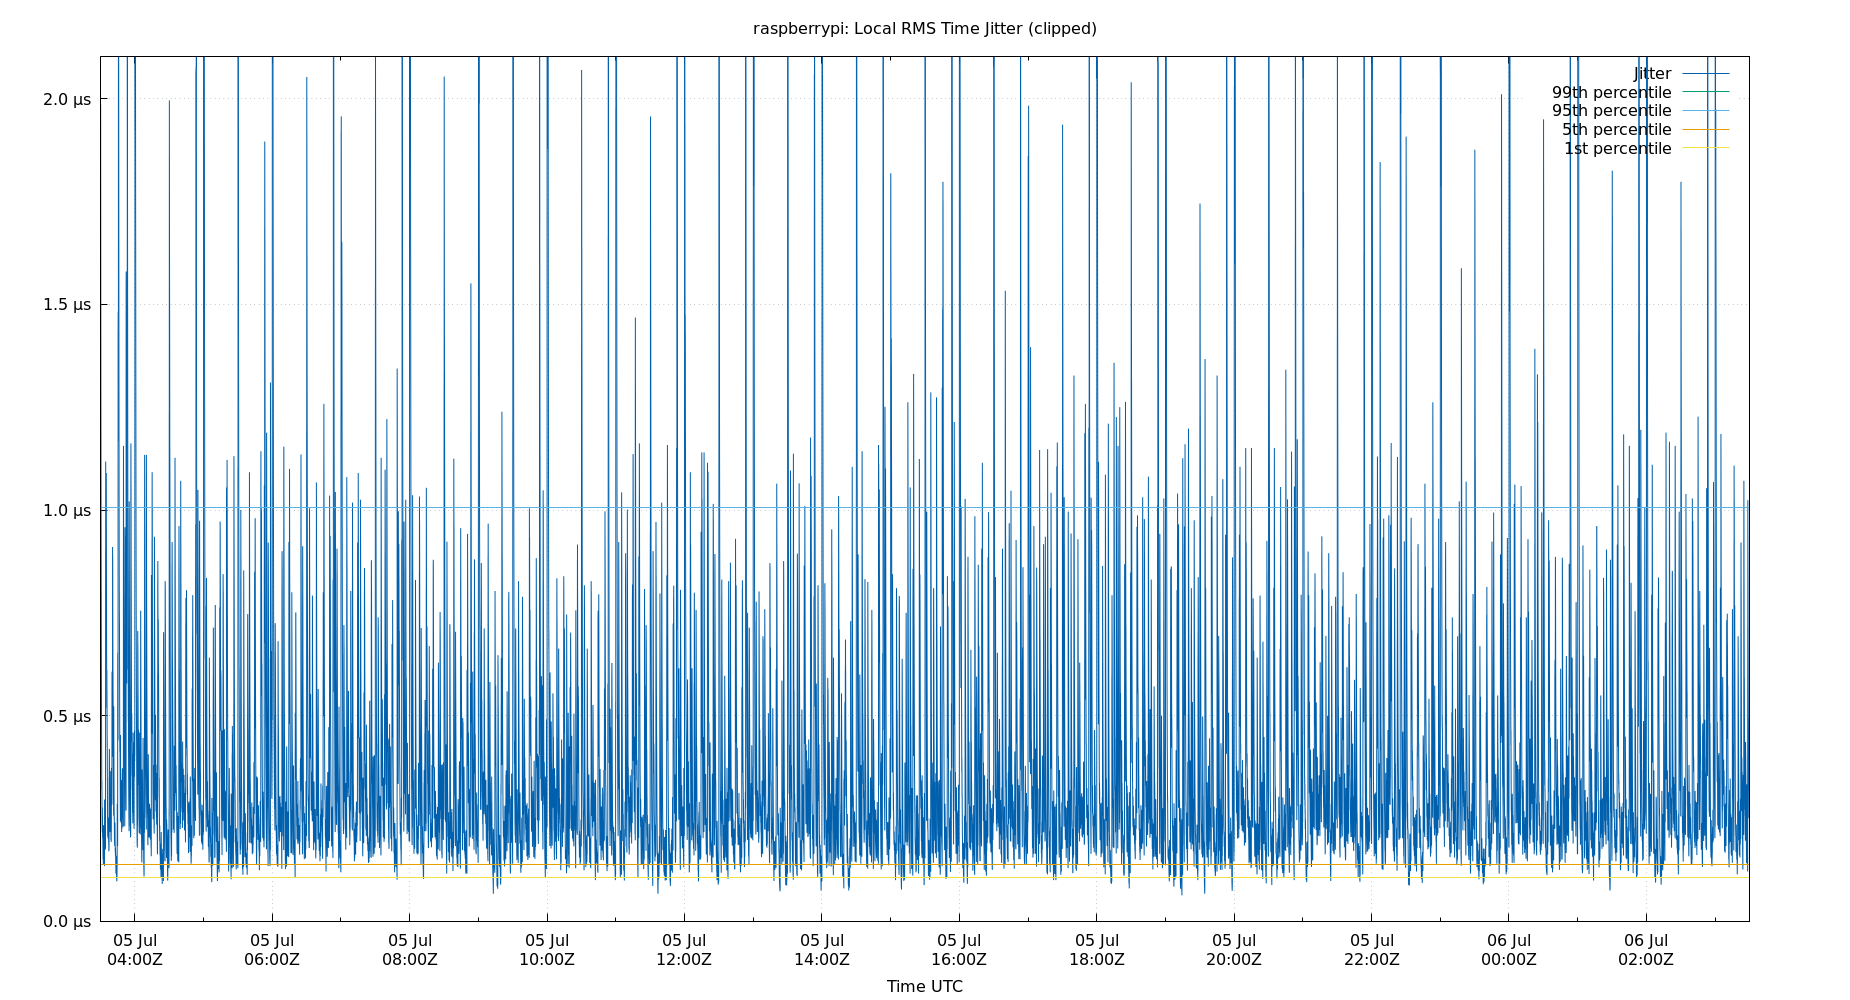 raspberrypi: Local RMS Time Jitter (clipped)
Jitter
99th percentile
95th percentile
5th percentile
1st percentile
2.0 μs
1.5 μs
1.0 μs
0.5 μs
0.0 μs
05 Jul 05 Jul 05 Jul 05 Jul 05 Jul 05 Jul 05 Jul 05 Jul 05 Jul 05 Jul 06 Jul 06 Jul
04:00Z 06:00Z 08:00Z 10:00Z 12:00Z 14:00Z 16:00Z 18:00Z 20:00Z 22:00Z 00:00Z 02:00Z
Time UTC